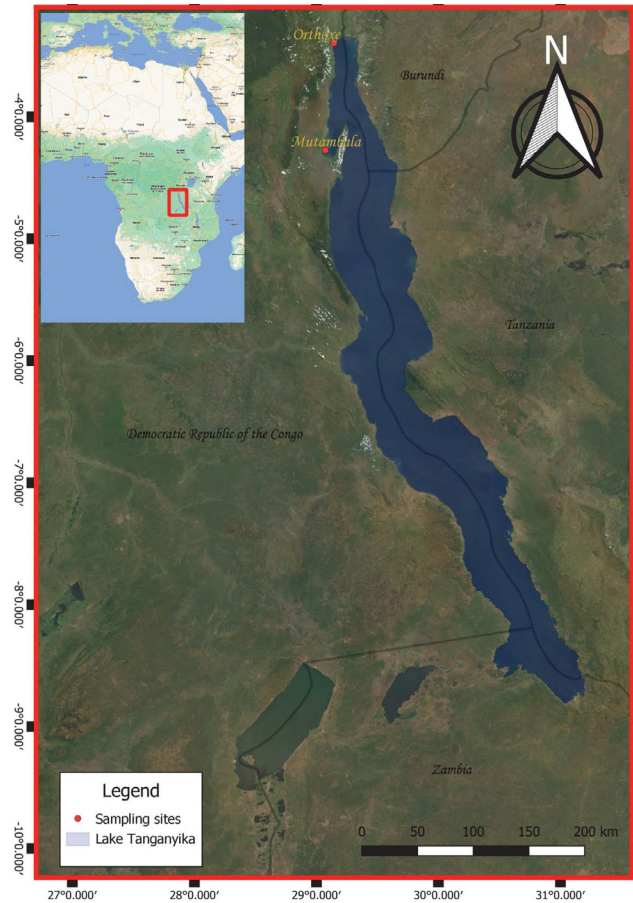 Orthoxe
N
Burundi
Mutambala
Tanzania
Democratic Republic of the Congo
Zambia
Legend
Sampling sites
Lake Tanganyika
0 50 100 150 200 km
-4°0.000′
-5°0.000′
-6°0.000′
-7°0.000′
-8°0.000′
-9°0.000′
-10°0.000′
27°0.000′ 28°0.000′ 29°0.000′ 30°0.000′ 31°0.000′